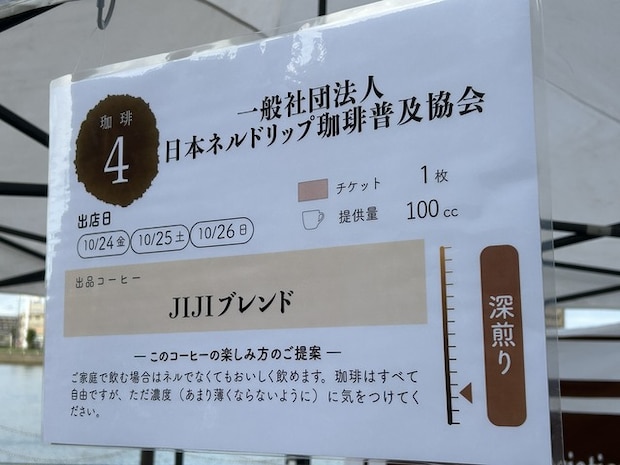 珈琲
4
一般社団法人
日本ネルドリップ珈琲普及協会
チケット 1枚
提供量 100cc
出店日
10/24金 10/25土 10/26日
出品コーヒー
JIJIブレンド
— このコーヒーの楽しみ方のご提案 —
ご家庭で飲む場合はネルでなくてもおいしく飲めます。珈琲はすべて
自由ですが、ただ濃度（あまり薄くならないように）に気をつけてく
ださい。
深煎り